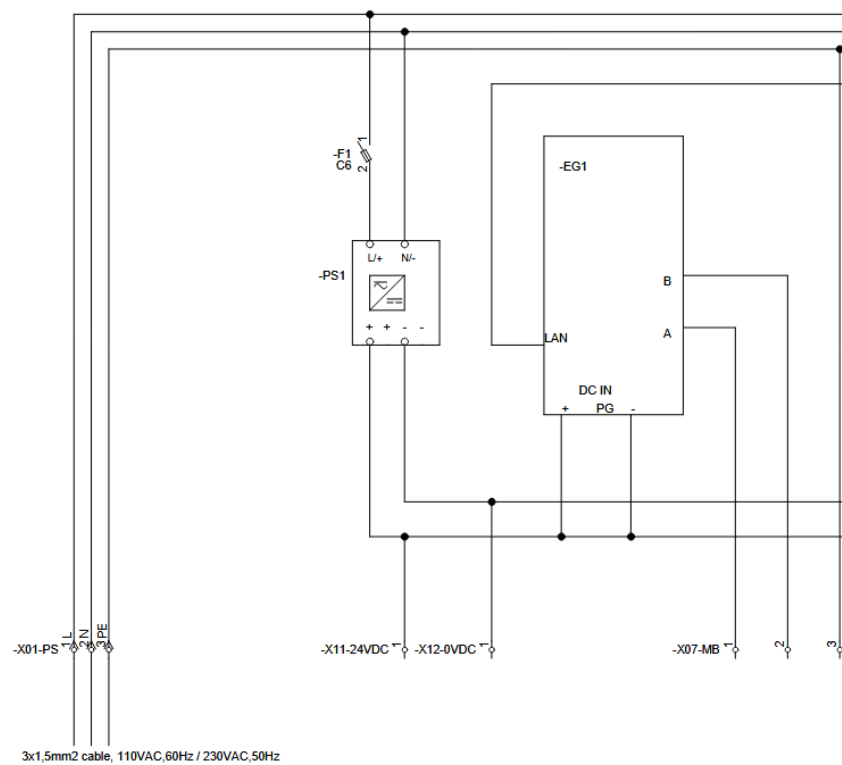 -F1
C6
1
2
-PS1
L/+ N/-
+ + - -
-EG1
B
A
LAN
DC IN
+ PG -
-X01-PS
1 L
2 N
3 PE
-X11-24VDC 1
-X12-0VDC 1
-X07-MB 1
2
3
3x1,5mm2 cable, 110VAC,60Hz / 230VAC,50Hz